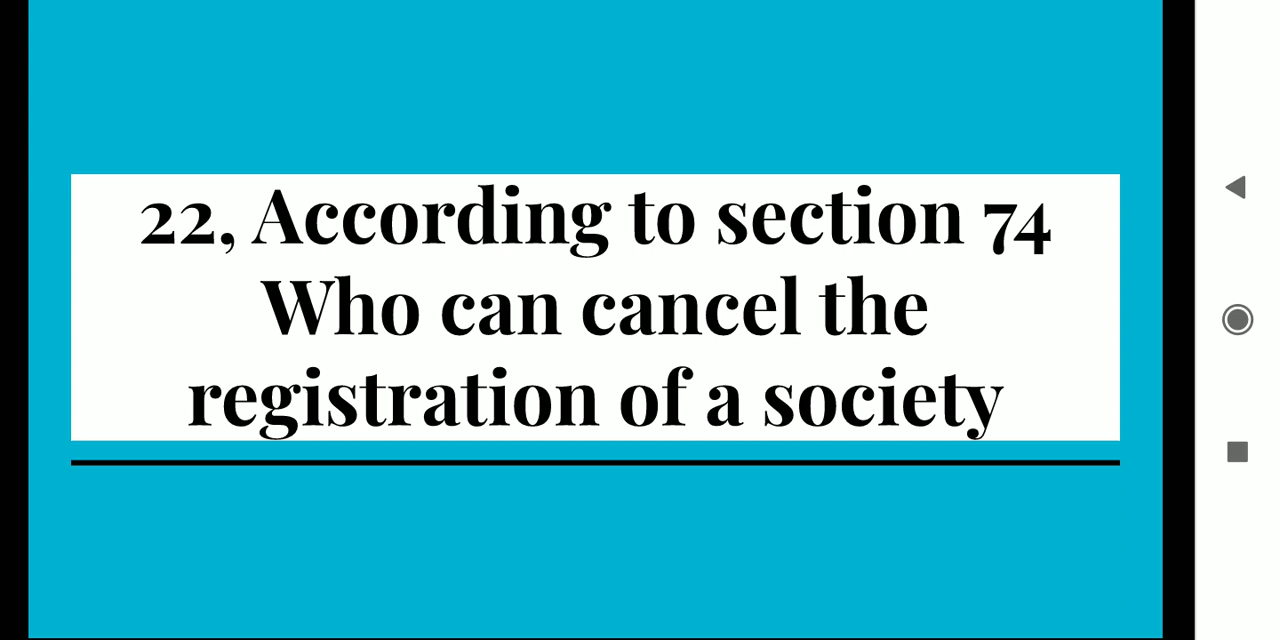 22, According to section 74
Who can cancel the
registration of a society